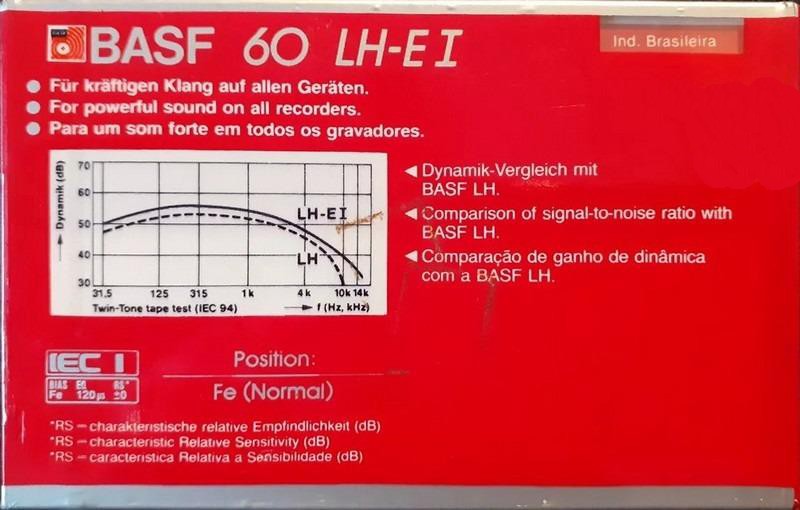 BASF 60 LH-E I
Ind. Brasileira
Für kräftigen Klang auf allen Geräten.
For powerful sound on all recorders.
Para um som forte em todos os gravadores.
Dynamik (dB)
70
60
50
40
30
LH-EI
LH
31,5 125 315 1k 4k 10k 14k
Twin-Tone tape test (IEC 94) f (Hz, kHz)
Dynamik-Vergleich mit
BASF LH.
Comparison of signal-to-noise ratio with
BASF LH.
Comparação de ganho de dinâmica
com a BASF LH.
IEC I
BIAS EQ RS*
Fe 120µs ±0
Position:
Fe (Normal)
*RS – charakteristische relative Empfindlichkeit (dB)
*RS – characteristic Relative Sensitivity (dB)
*RS – caracteristica Relativa a Sensibilidade (dB)